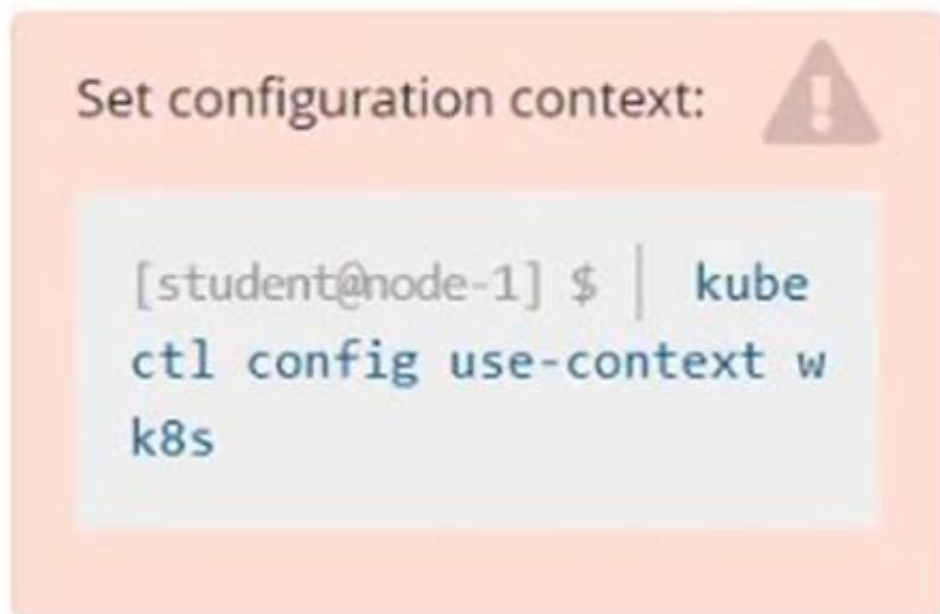 Set configuration context:
[student@node-1] $ | kube
ctl config use-context w
k8s